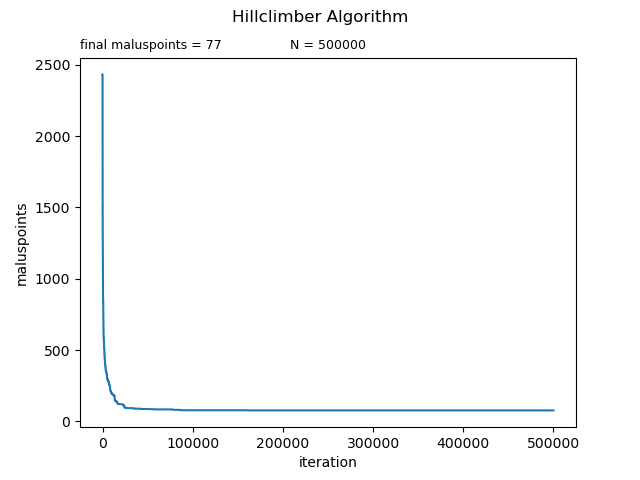 Hillclimber Algorithm
final maluspoints = 77 N = 500000
2500
2000
1500
1000
500
0
maluspoints
0 100000 200000 300000 400000 500000
iteration